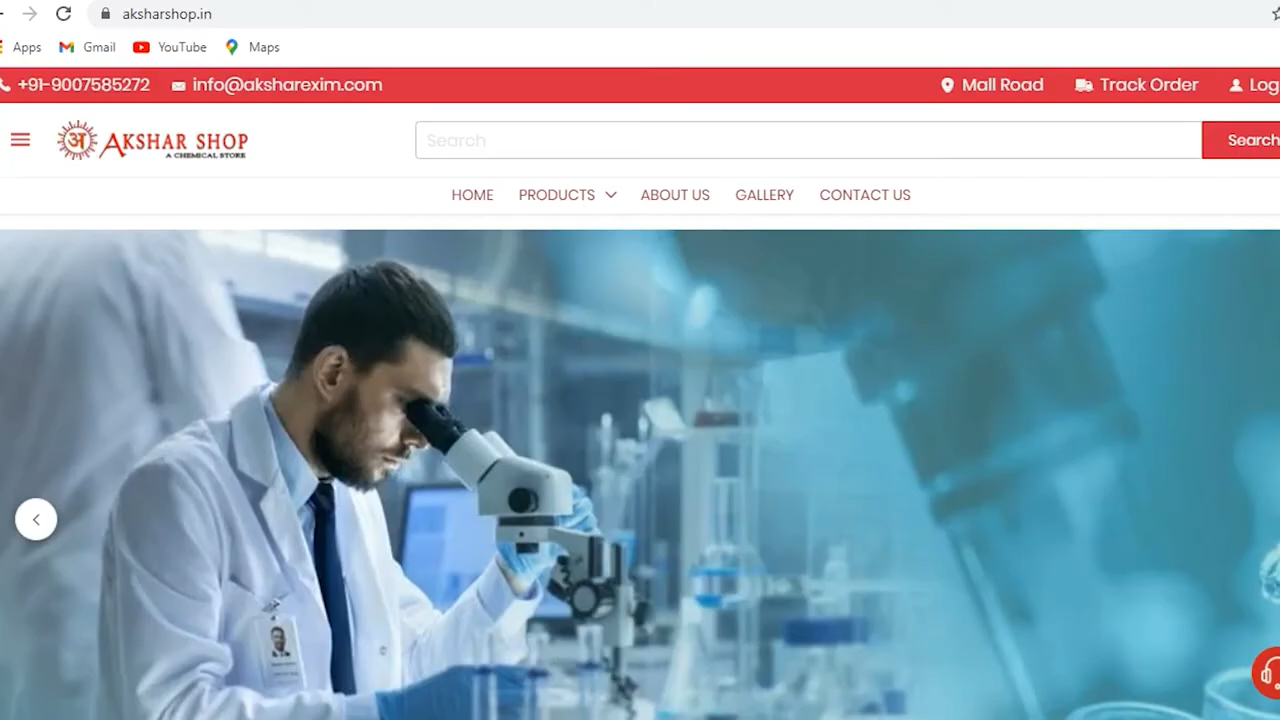 aksharshop.in
Apps Gmail YouTube Maps
+91-9007585272 info@aksharexim.com Mall Road Track Order Log
अ AKSHAR SHOP
A CHEMICAL STORE
Search Search
HOME PRODUCTS ABOUT US GALLERY CONTACT US